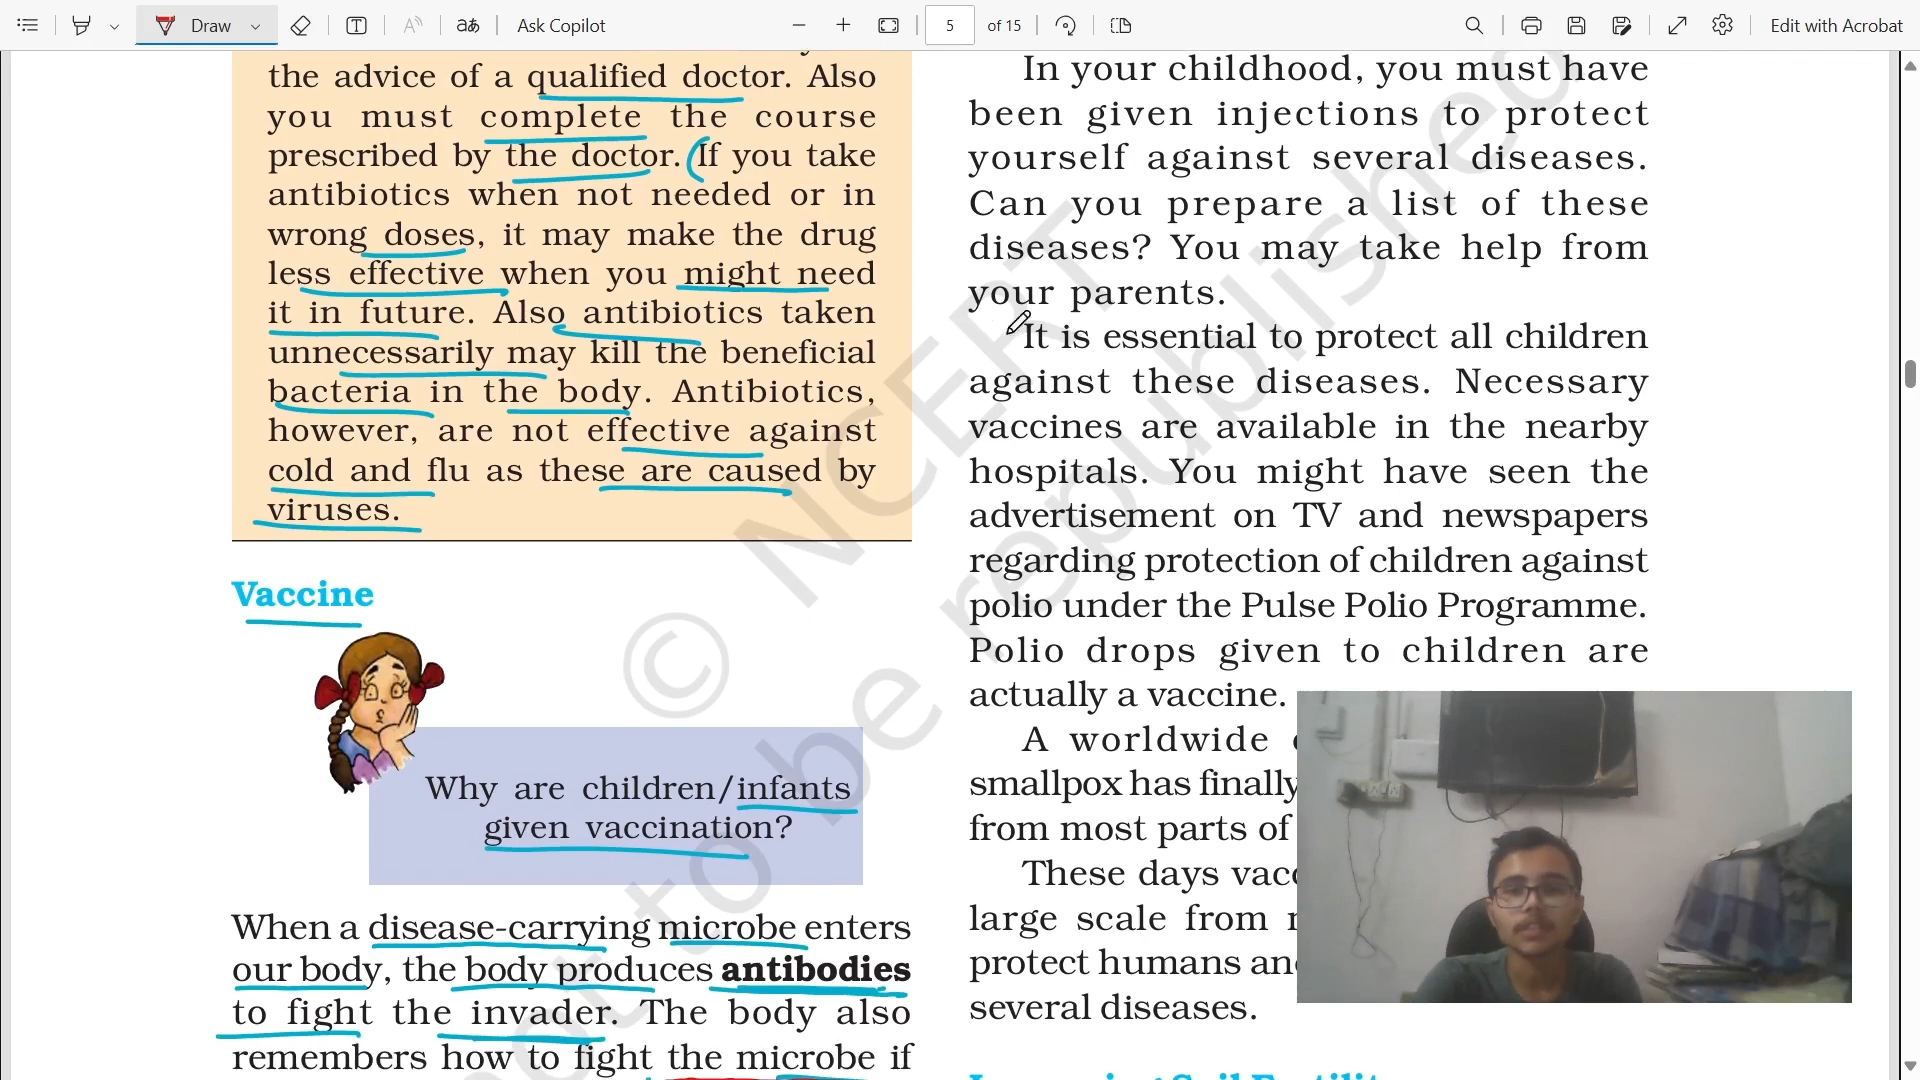 Draw
Ask Copilot
5 of 15
Edit with Acrobat
the advice of a qualified doctor. Also
you must complete the course
prescribed by the doctor. If you take
antibiotics when not needed or in
wrong doses, it may make the drug
less effective when you might need
it in future. Also antibiotics taken
unnecessarily may kill the beneficial
bacteria in the body. Antibiotics,
however, are not effective against
cold and flu as these are caused by
viruses.
Vaccine
Why are children/infants
given vaccination?
When a disease-carrying microbe enters
our body, the body produces antibodies
to fight the invader. The body also
remembers how to fight the microbe if
In your childhood, you must have
been given injections to protect
yourself against several diseases.
Can you prepare a list of these
diseases? You may take help from
your parents.
It is essential to protect all children
against these diseases. Necessary
vaccines are available in the nearby
hospitals. You might have seen the
advertisement on TV and newspapers
regarding protection of children against
polio under the Pulse Polio Programme.
Polio drops given to children are
actually a vaccine.
A worldwide
smallpox has finally
from most parts of
These days
large scale from
protect humans
several diseases.
© NCERT
not to be republished